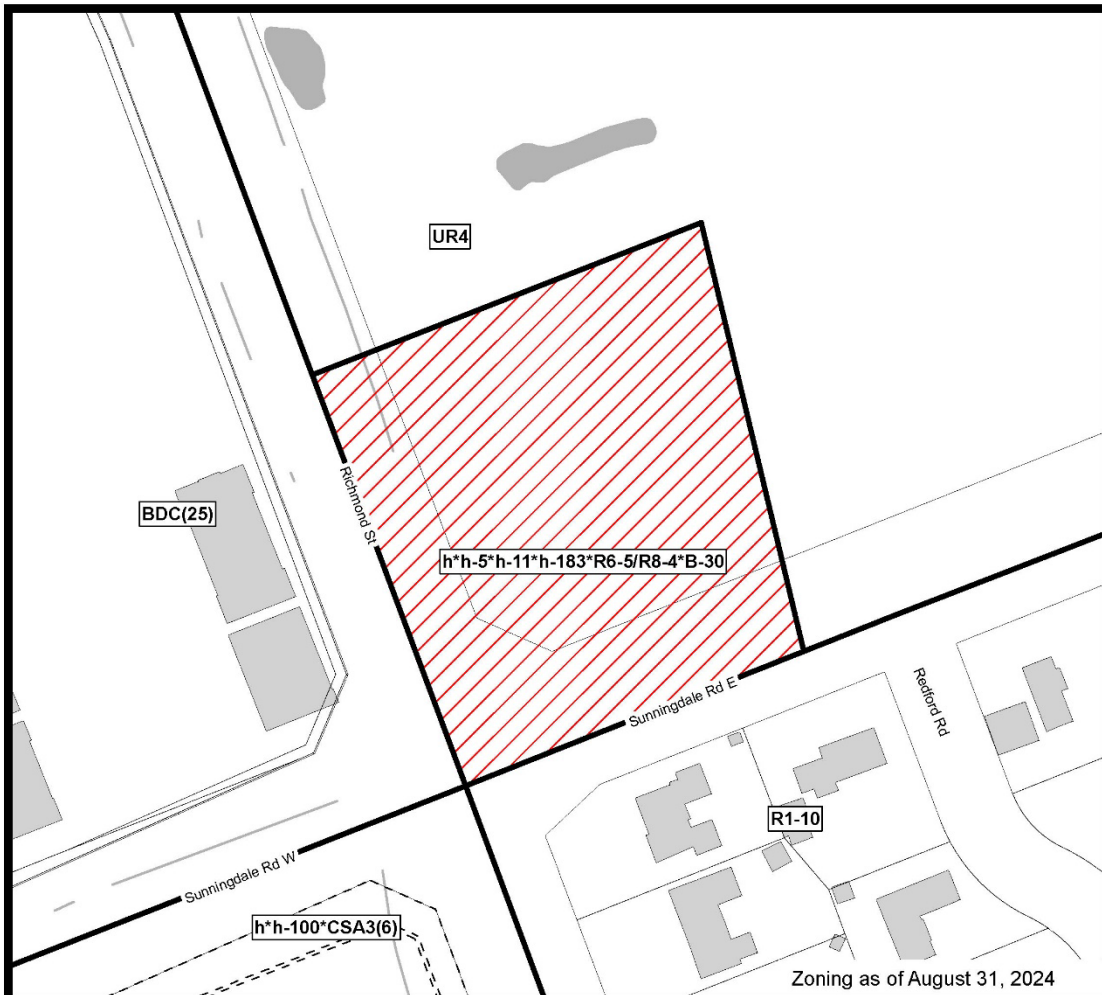 UR4
Richmond St
BDC(25)
h*h-5*h-11*h-183*R6-5/R8-4*B-30
Sunningdale Rd E
Redford Rd
R1-10
Sunningdale Rd W
h*h-100*CSA3(6)
Zoning as of August 31, 2024